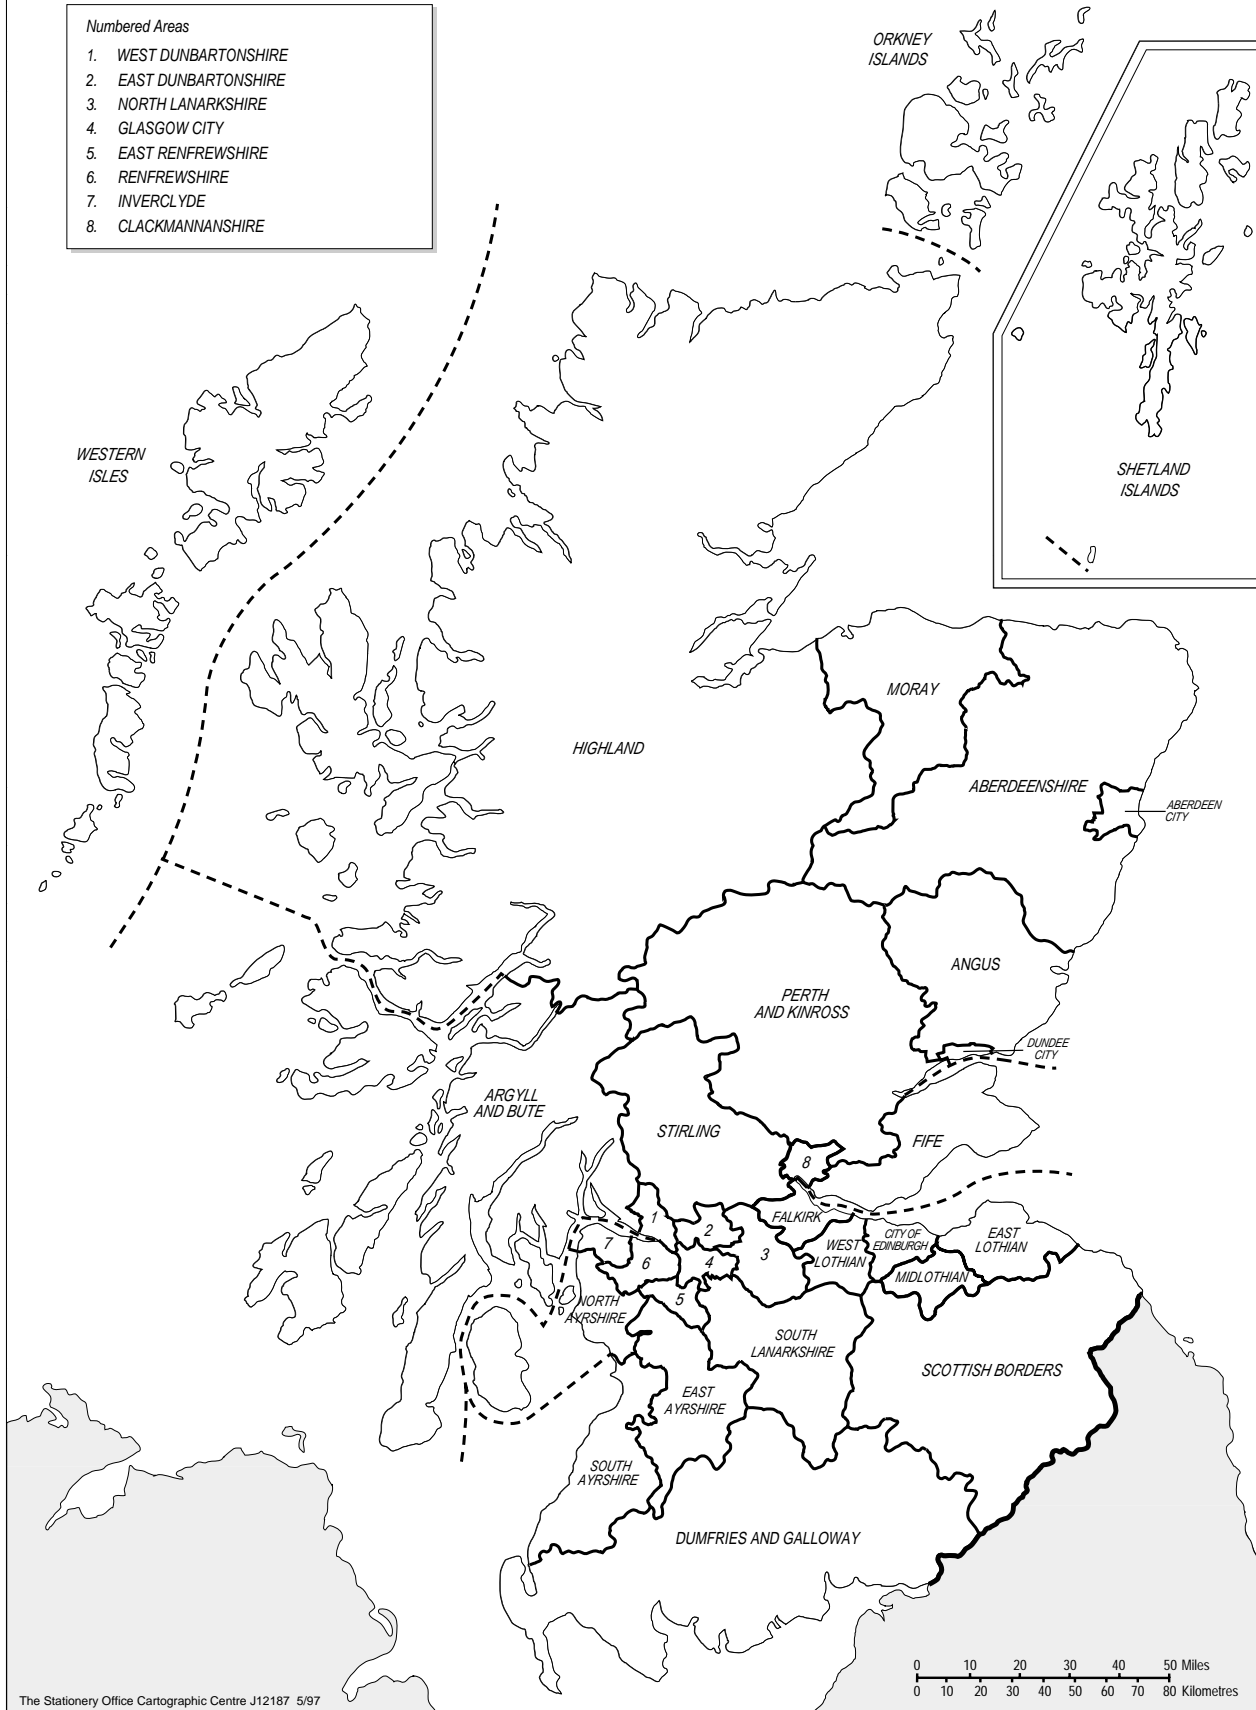 Numbered Areas
1. WEST DUNBARTONSHIRE
2. EAST DUNBARTONSHIRE
3. NORTH LANARKSHIRE
4. GLASGOW CITY
5. EAST RENFREWSHIRE
6. RENFREWSHIRE
7. INVERCLYDE
8. CLACKMANNANSHIRE
ORKNEY
ISLANDS
WESTERN
ISLES
SHETLAND
ISLANDS
MORAY
HIGHLAND
ABERDEENSHIRE
ABERDEEN
CITY
ANGUS
PERTH
AND KINROSS
DUNDEE
CITY
ARGYLL
AND BUTE
STIRLING
FIFE
8
FALKIRK
1
2
3
4
5
6
7
WEST
LOTHIAN
CITY OF
EDINBURGH
EAST
LOTHIAN
MIDLOTHIAN
NORTH
AYRSHIRE
SOUTH
LANARKSHIRE
SCOTTISH BORDERS
EAST
AYRSHIRE
SOUTH
AYRSHIRE
DUMFRIES AND GALLOWAY
0 10 20 30 40 50 Miles
0 10 20 30 40 50 60 70 80 Kilometres
The Stationery Office Cartographic Centre J12187 5/97